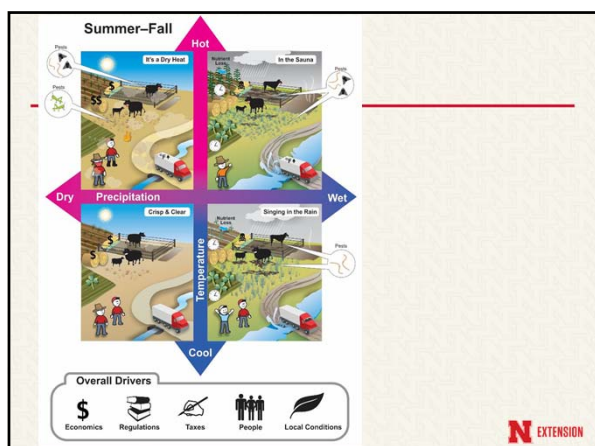 Summer–Fall
Hot
It's a Dry Heat
In the Sauna
Pests
Nutrient Loss
Pests
Pests
$
$$
Dry
Precipitation
Wet
Crisp & Clear
Singing in the Rain
Nutrient Loss
Pests
$
$
Temperature
Cool
Overall Drivers
$
Economics
Regulations
Taxes
People
Local Conditions
N EXTENSION